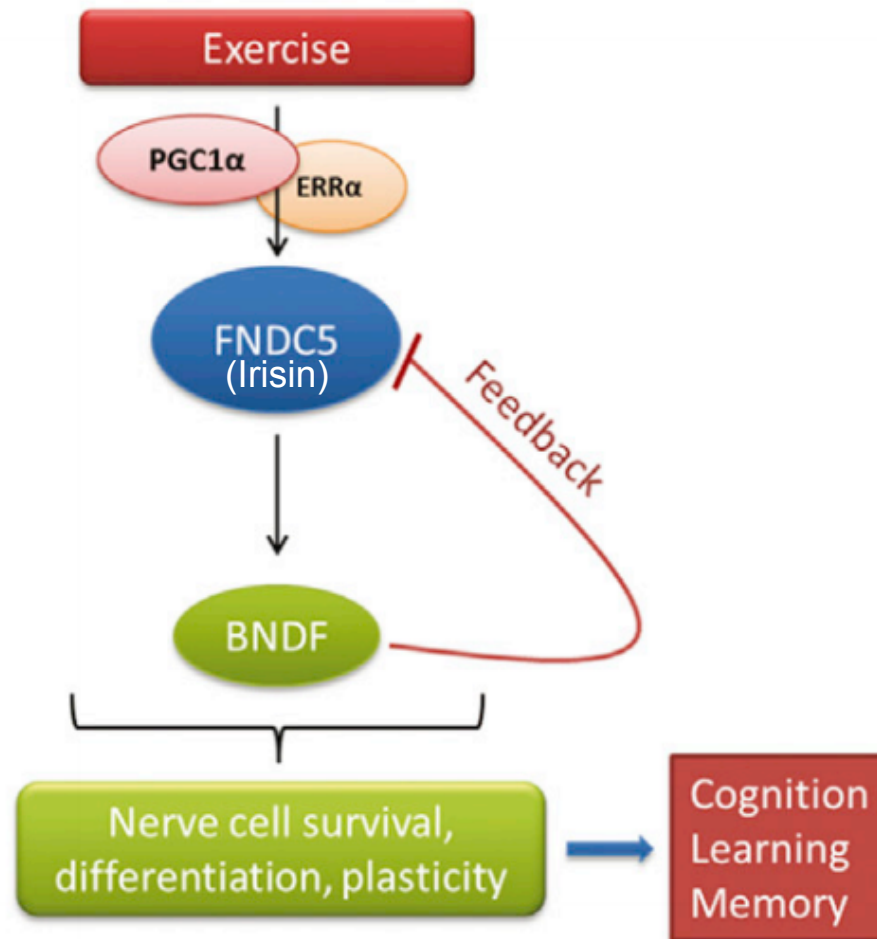 Exercise
PGC1α
ERRα
FNDC5
(Irisin)
Feedback
BNDF
Nerve cell survival,
differentiation, plasticity
Cognition
Learning
Memory